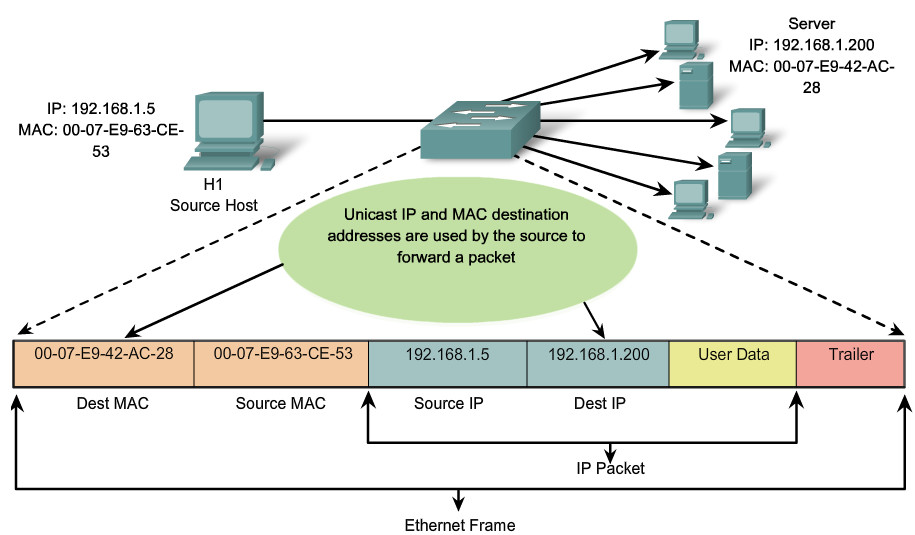 Server
IP: 192.168.1.200
MAC: 00-07-E9-42-AC-
28
IP: 192.168.1.5
MAC: 00-07-E9-63-CE-
53
H1
Source Host
Unicast IP and MAC destination
addresses are used by the source to
forward a packet
00-07-E9-42-AC-28 00-07-E9-63-CE-53 192.168.1.5 192.168.1.200 User Data Trailer
Dest MAC Source MAC Source IP Dest IP
IP Packet
Ethernet Frame